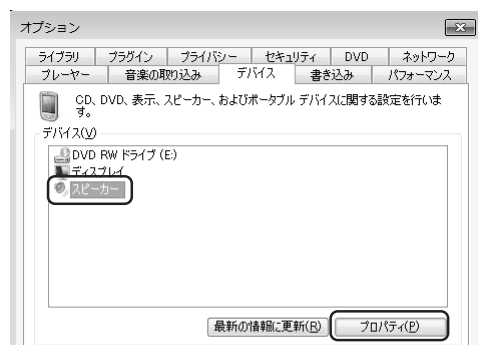 オプション
ライブラリ プラグイン プライバシー セキュリティ DVD ネットワーク
プレーヤー 音楽の取り込み デバイス 書き込み パフォーマンス
CD、DVD、表示、スピーカー、およびポータブル デバイスに関する設定を行いま
す。
デバイス(V)
DVD RW ドライブ (E:)
ディスプレイ
スピーカー
最新の情報に更新(R) プロパティ(P)